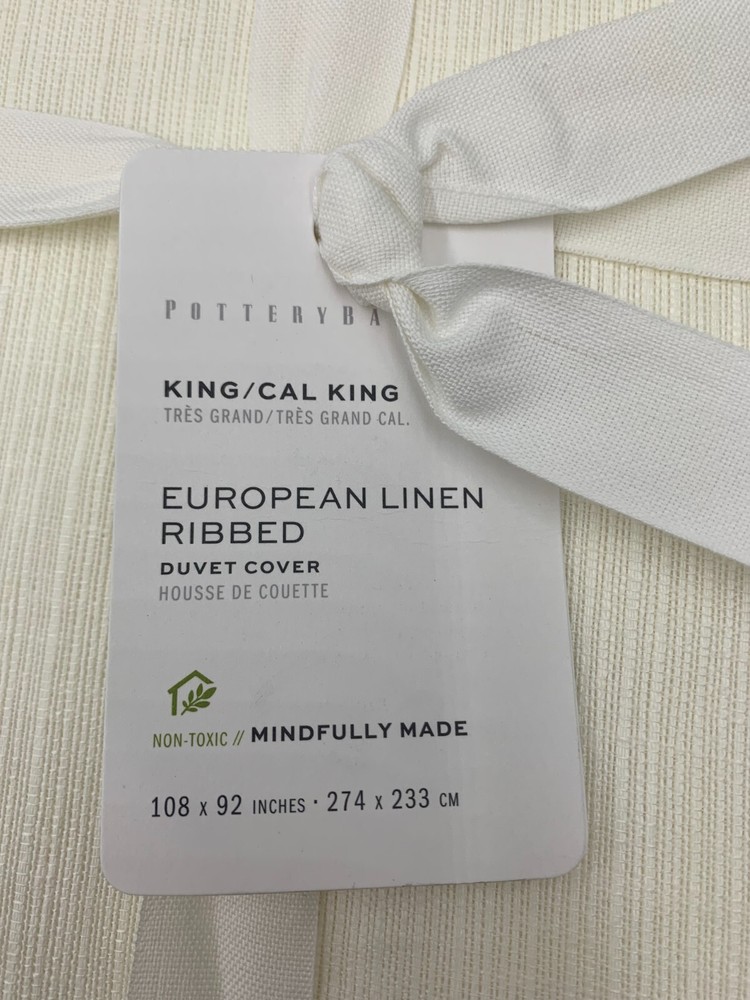 POTTERYBA
KING/CAL KING
TRÈS GRAND/TRÈS GRAND CAL.
EUROPEAN LINEN
RIBBED
DUVET COVER
HOUSSE DE COUETTE
NON-TOXIC // MINDFULLY MADE
108 x 92 INCHES · 274 x 233 CM